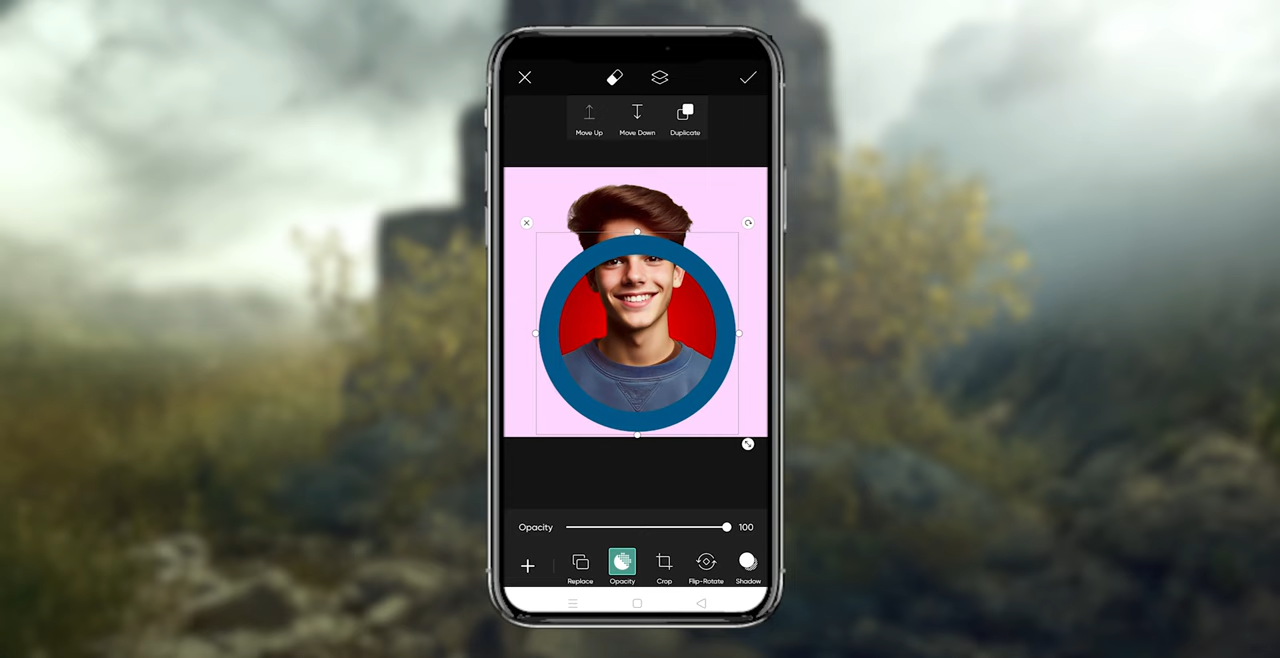 Move Up Move Down Duplicate
Opacity 100
Replace Opacity Crop Flip-Rotate Shadow